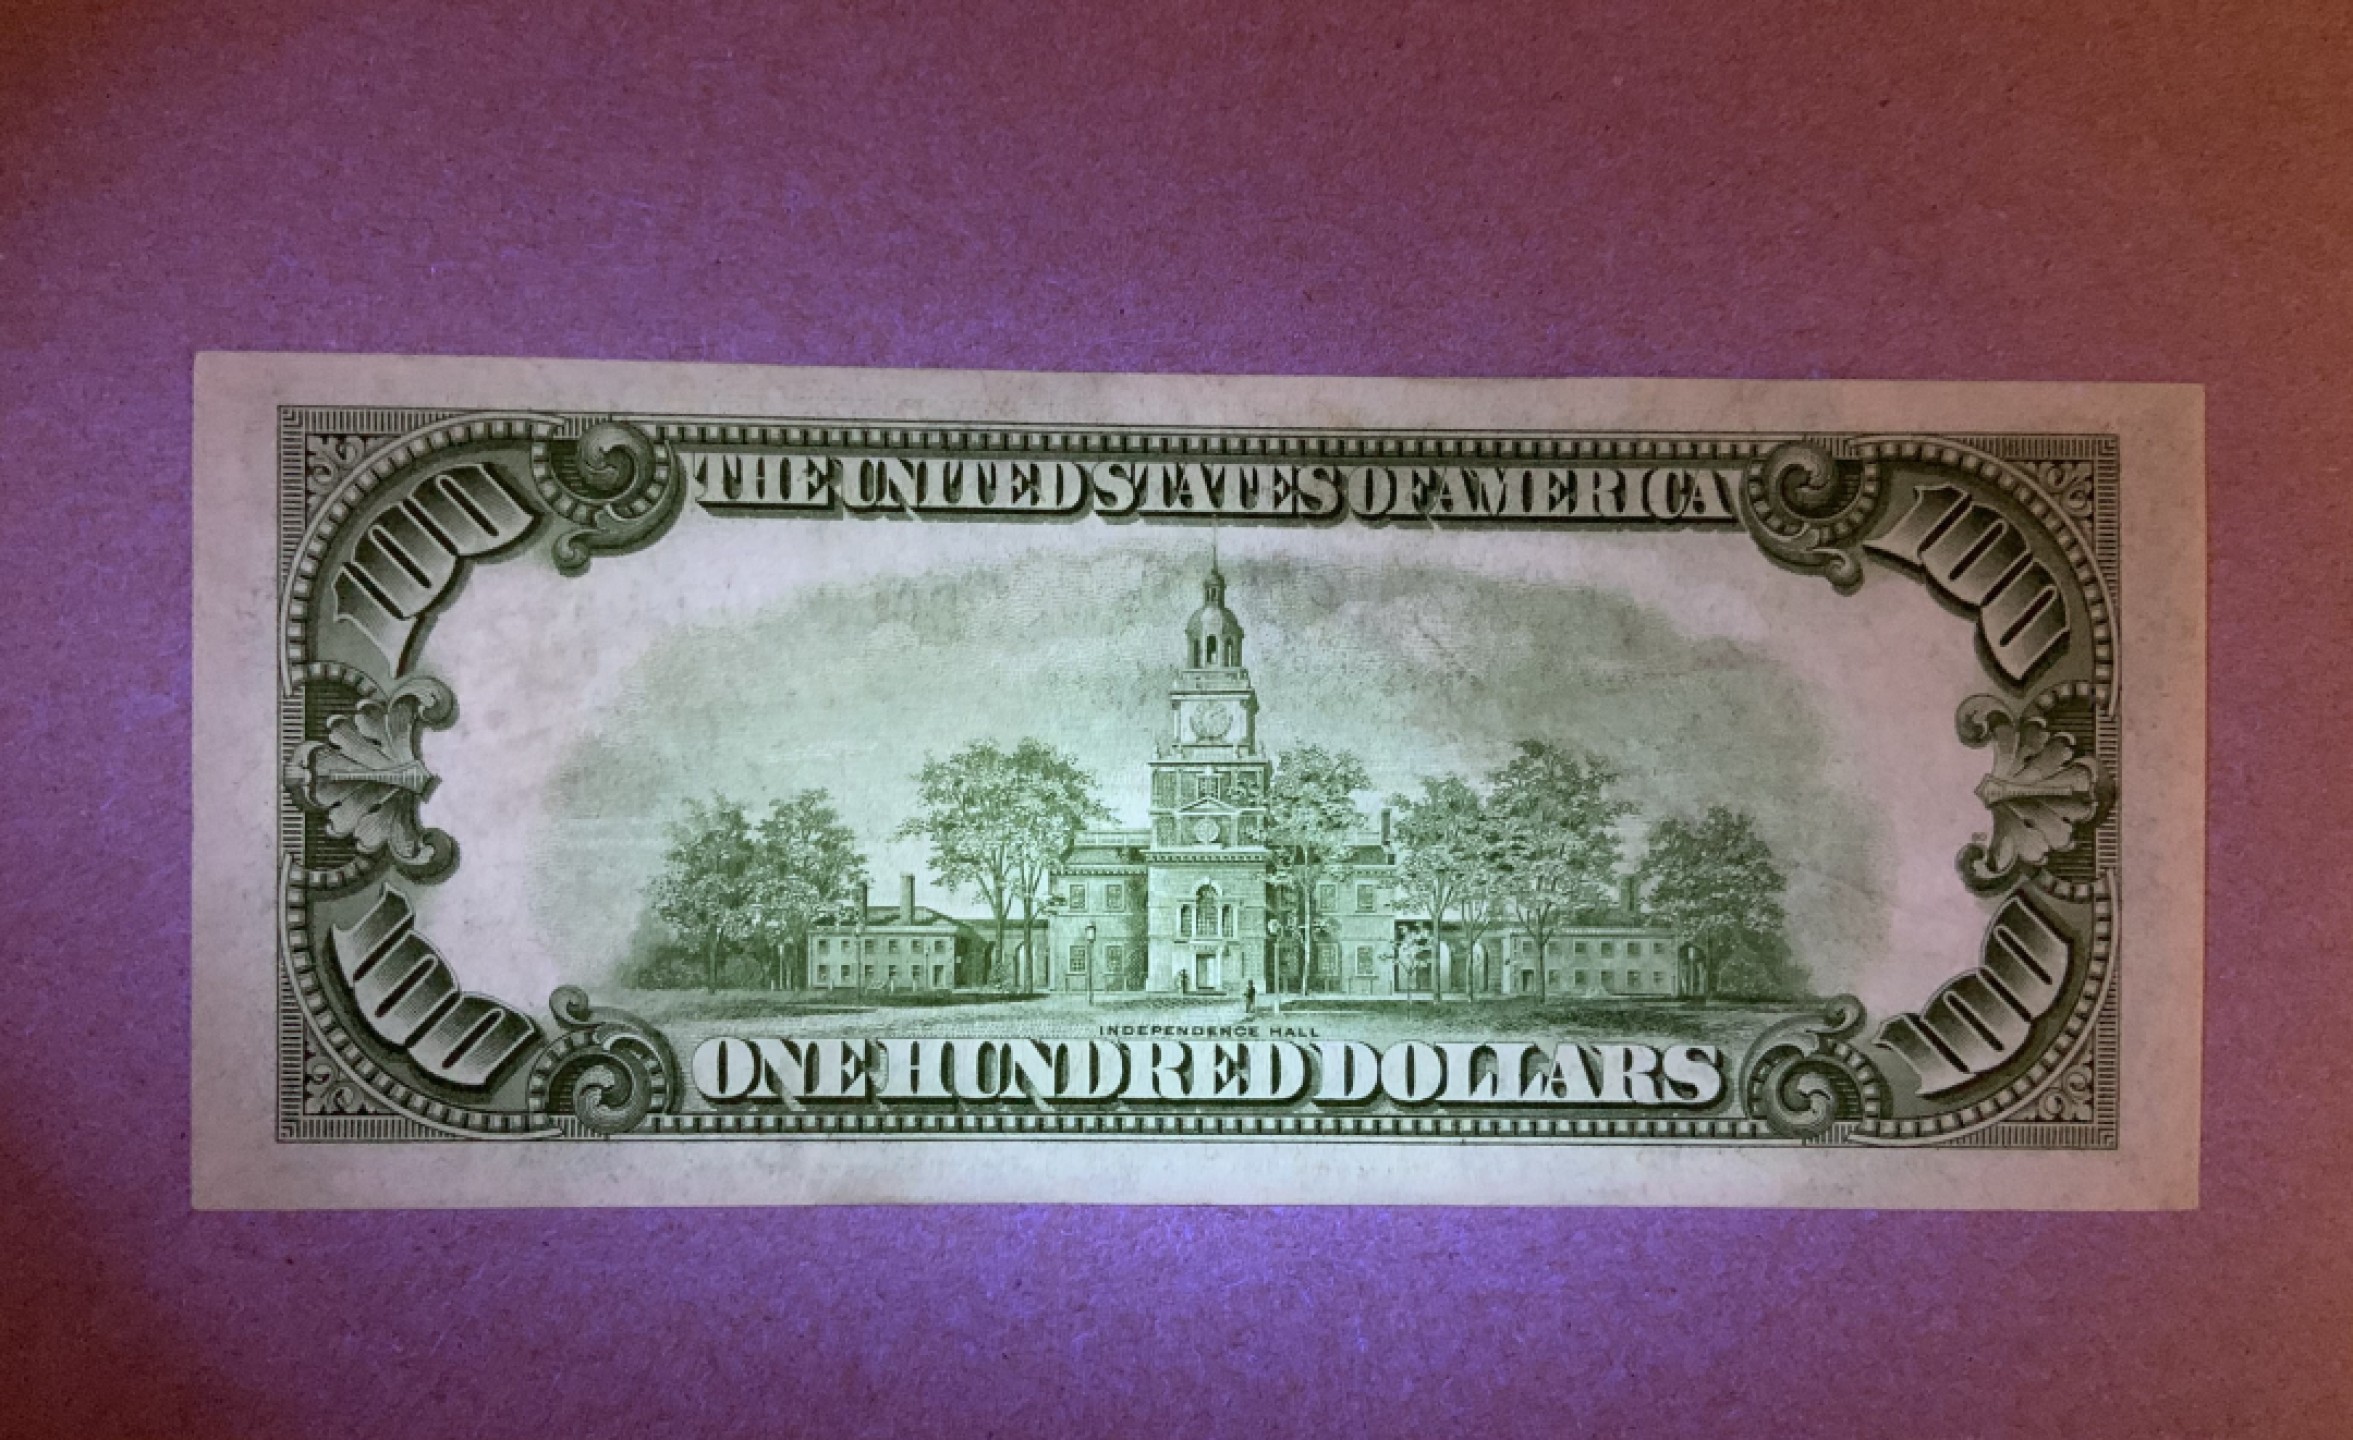 100 THE UNITED STATES OF AMERICA 100
INDEPENDENCE HALL
100 ONE HUNDRED DOLLARS 100